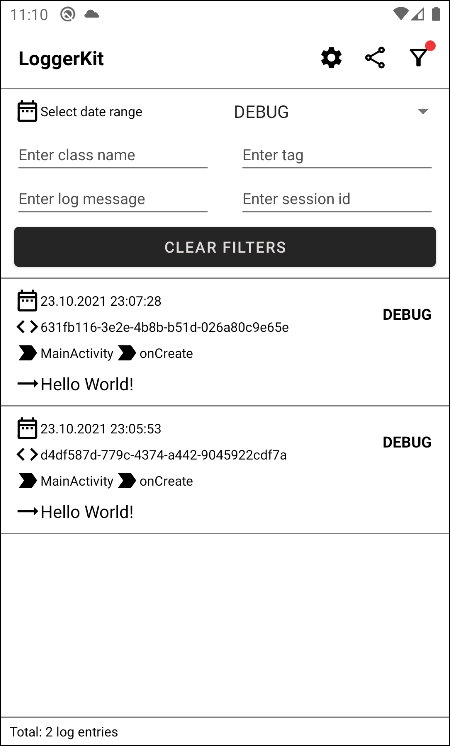 11:10
LoggerKit
Select date range
DEBUG
Enter class name
Enter tag
Enter log message
Enter session id
CLEAR FILTERS
23.10.2021 23:07:28
DEBUG
631fb116-3e2e-4b8b-b51d-026a80c9e65e
MainActivity onCreate
Hello World!
23.10.2021 23:05:53
DEBUG
d4df587d-779c-4374-a442-9045922cdf7a
MainActivity onCreate
Hello World!
Total: 2 log entries